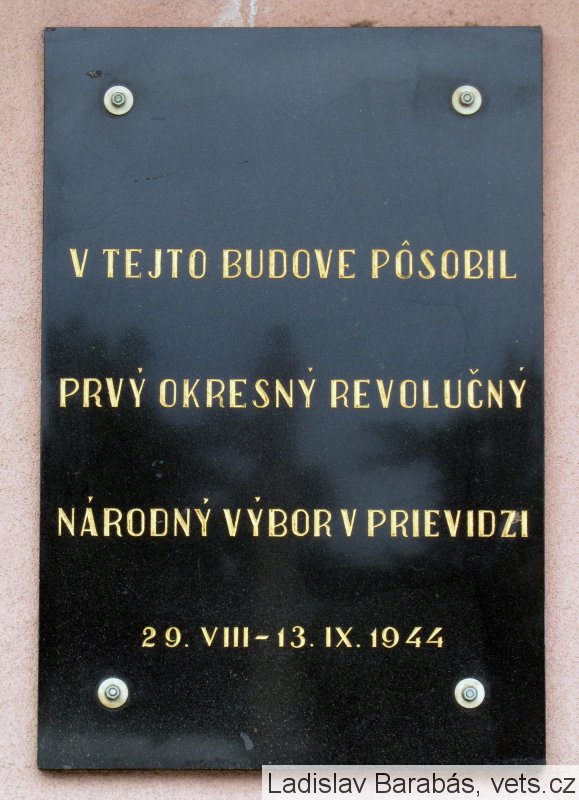 V TEJTO BUDOVE PÔSOBIL
PRVÝ OKRESNÝ REVOLUČNÝ
NÁRODNÝ VÝBOR V PRIEVIDZI
29. VIII – 13. IX. 1944
Ladislav Barabás, vets.cz